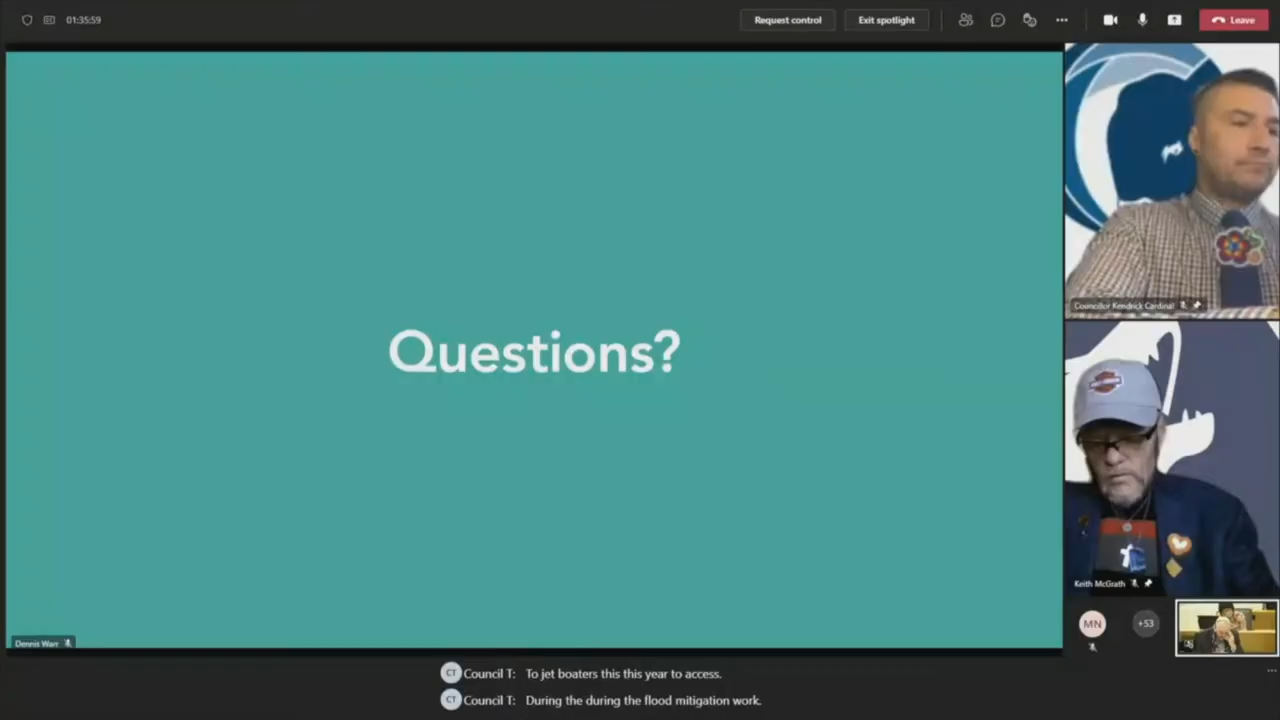 01:35:59
Request control
Exit spotlight
Leave
Questions?
Councillor Kendrick Cardinal
Keith McGrath
MN
+53
Dennis Warr
CT Council T: To jet boaters this this year to access.
CT Council T: During the during the flood mitigation work.